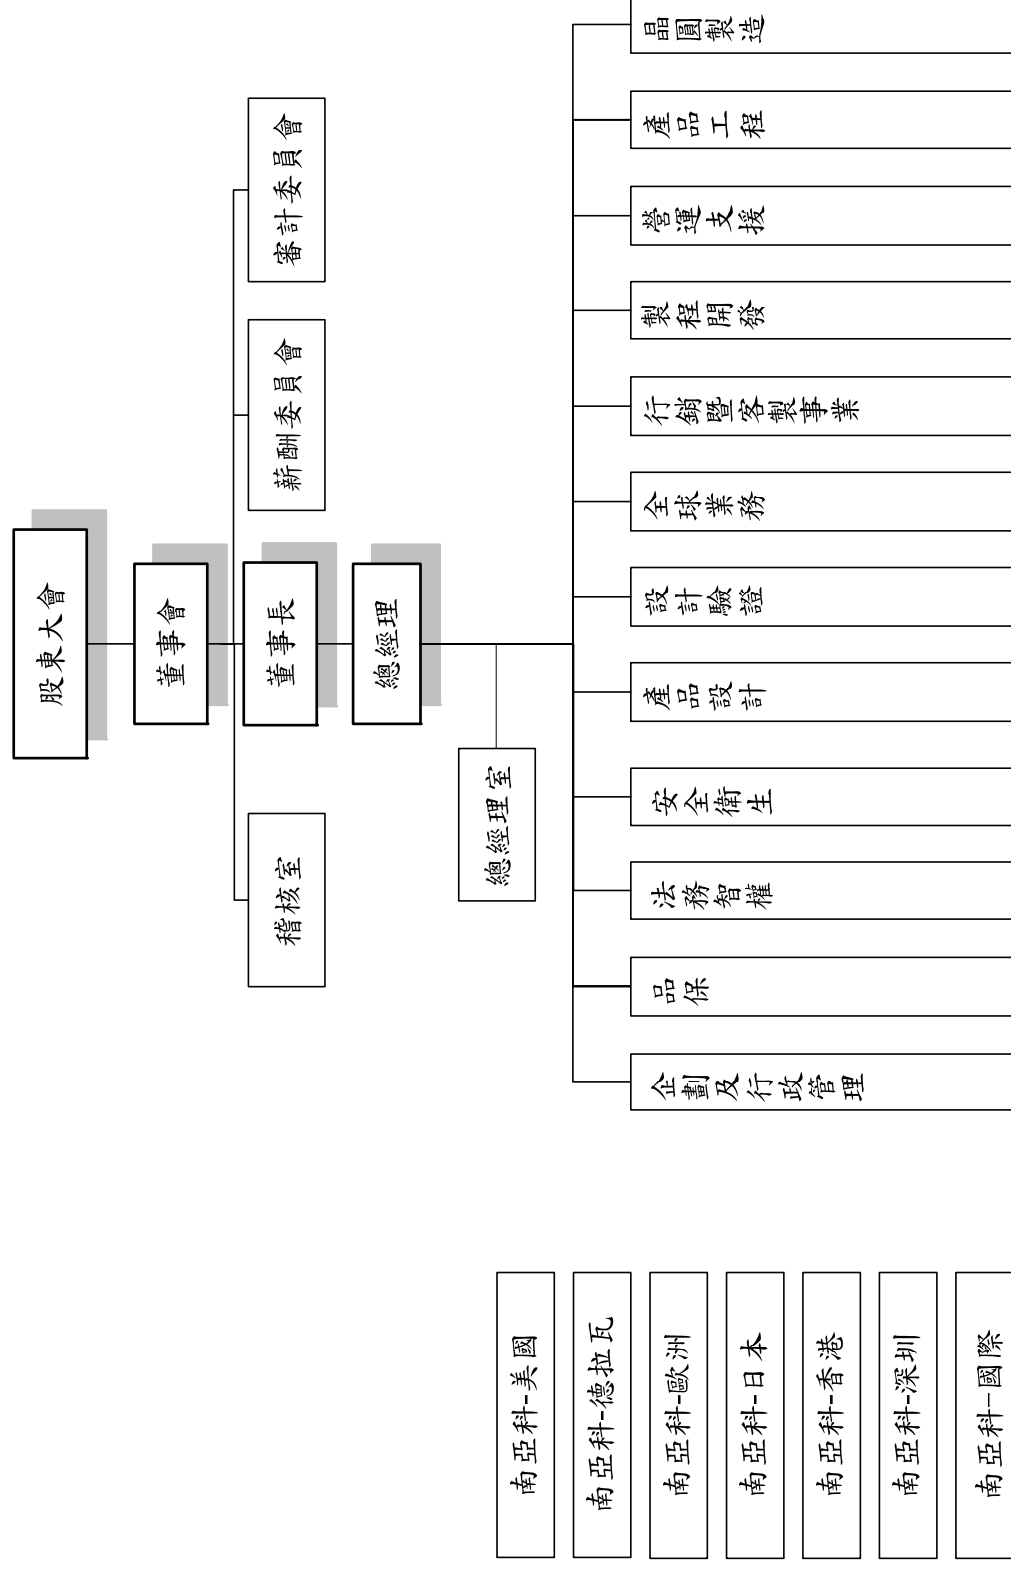 股東大會
董事會
稽核室
薪酬委員會
審計委員會
董事長
總經理
總經理室
企劃及行政管理
品保
法務智權
安全衛生
產品設計
設計驗證
全球業務
行銷暨客製事業
製程開發
營運支援
產品工程
晶圓製造
南亞科-美國
南亞科-德拉瓦
南亞科-歐洲
南亞科-日本
南亞科-香港
南亞科-深圳
南亞科-國際